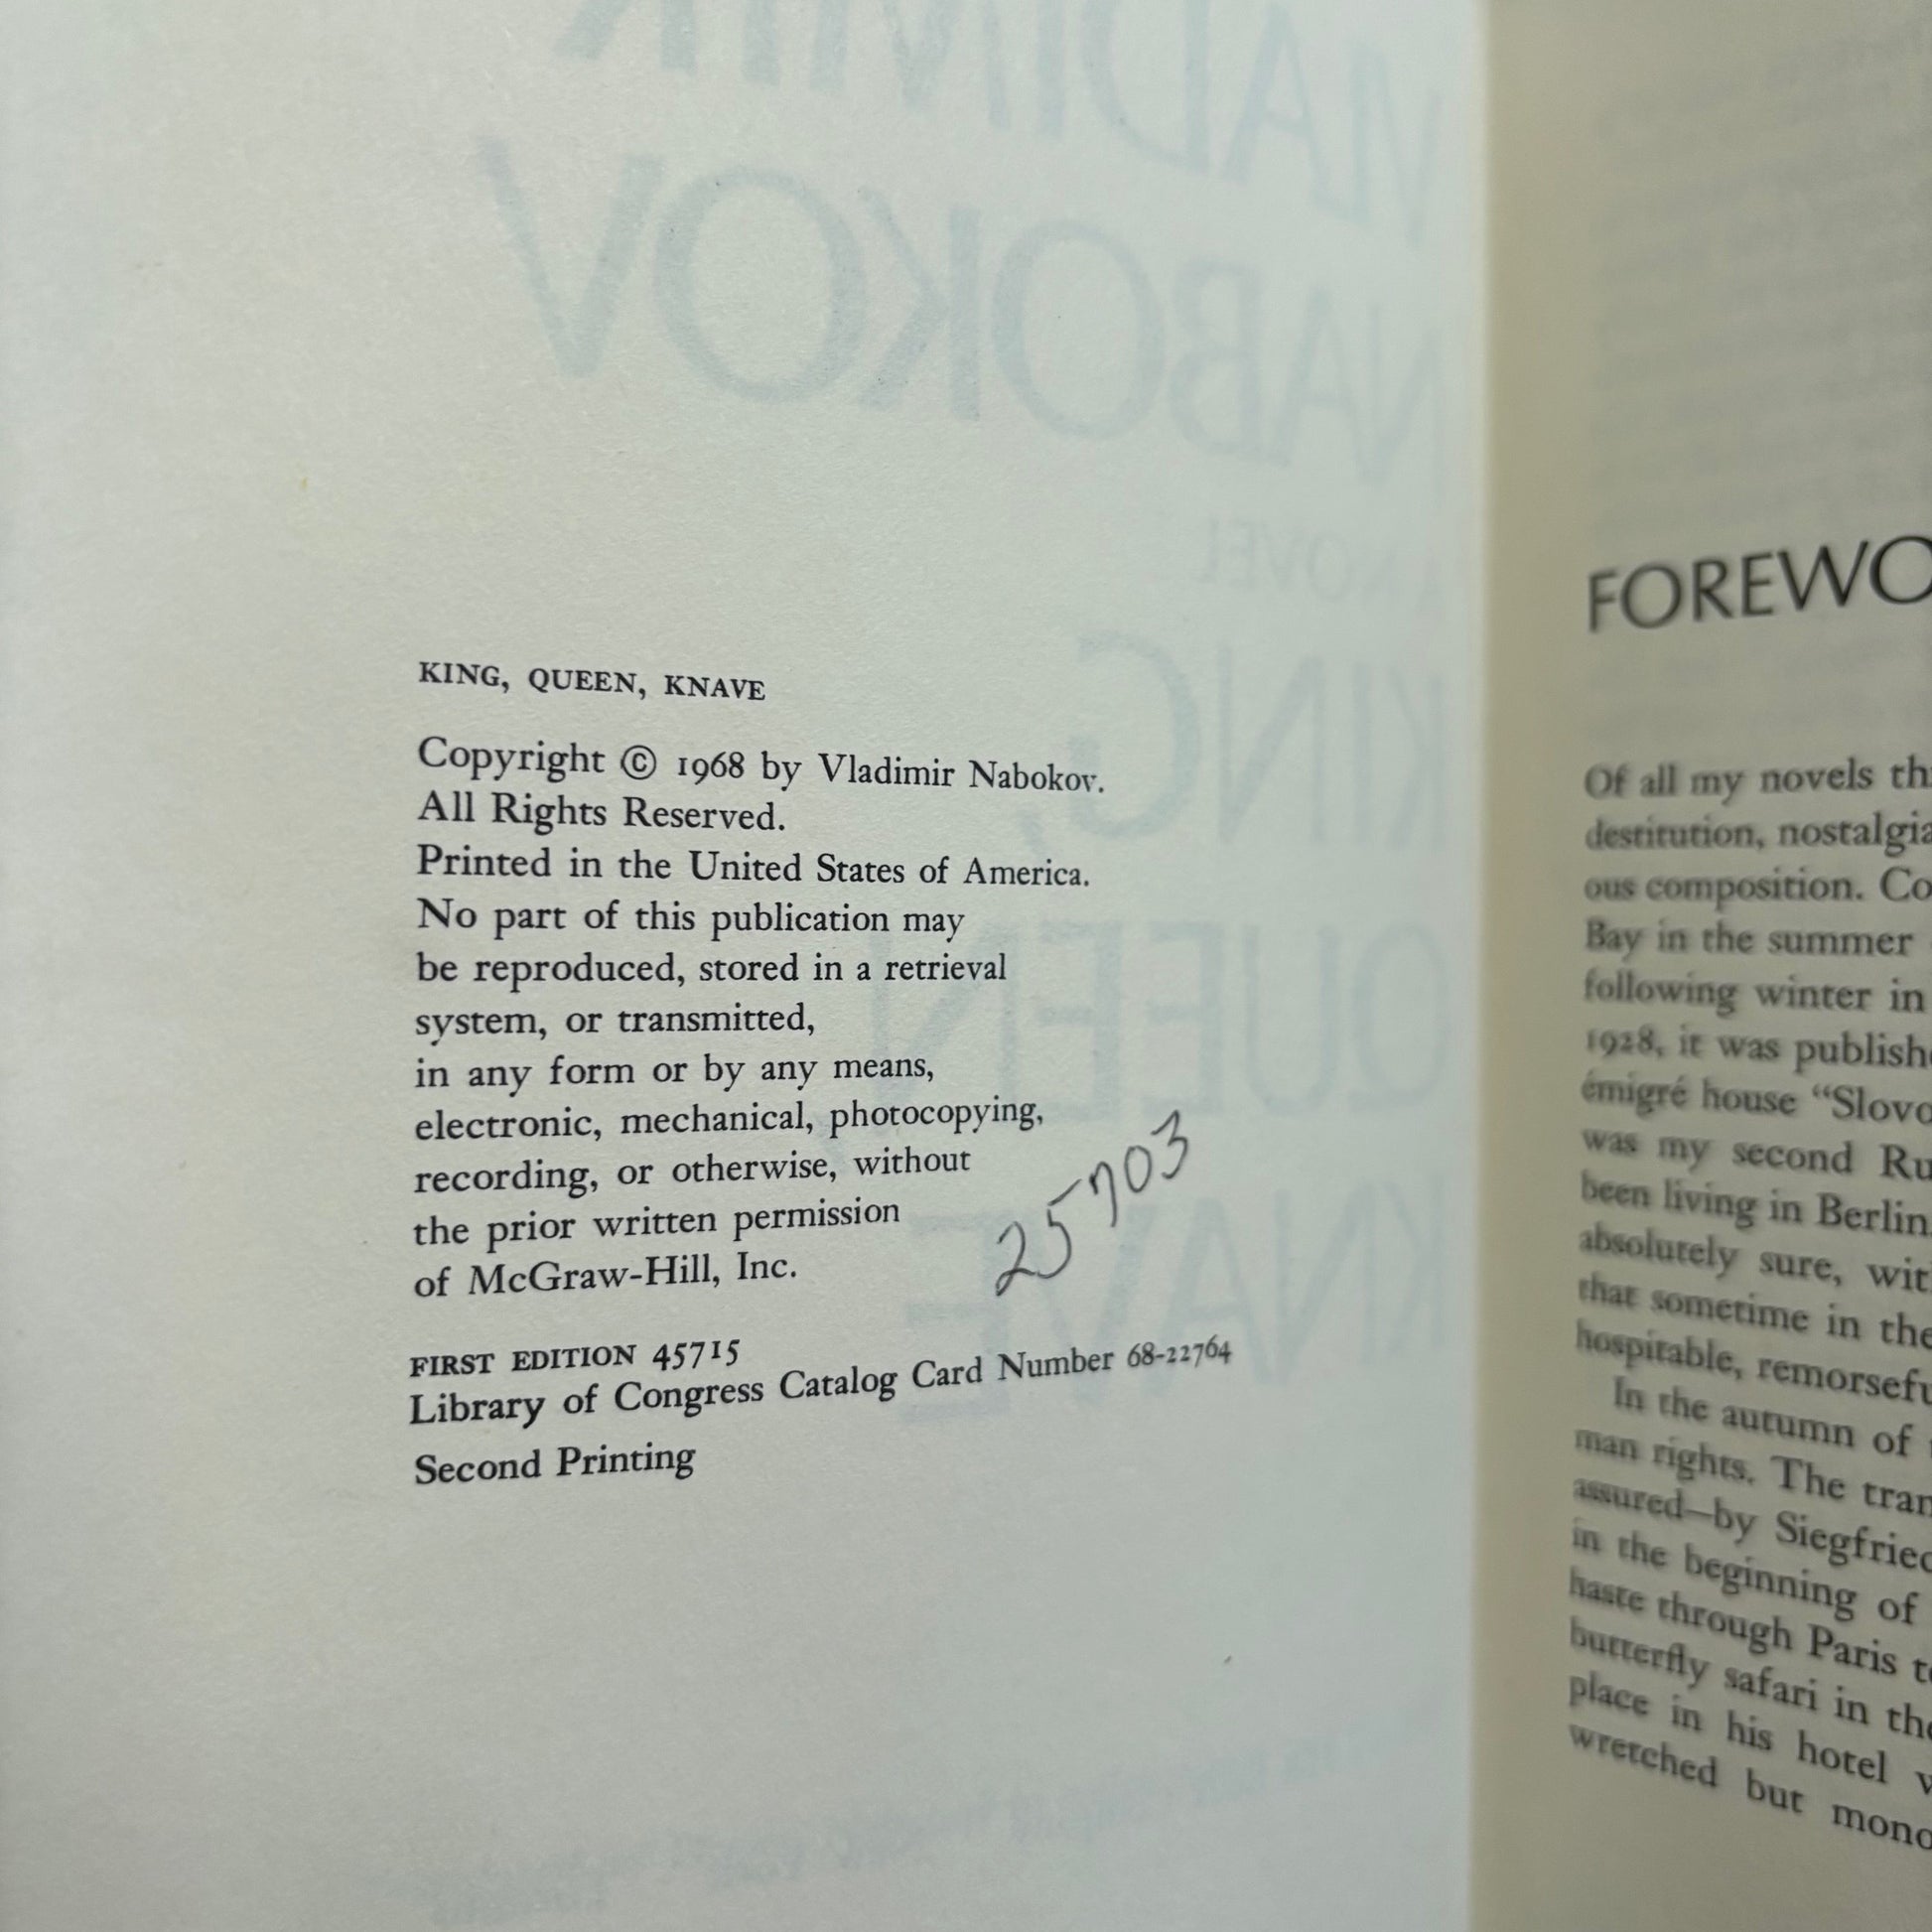 KING, QUEEN, KNAVE
Copyright © 1968 by Vladimir Nabokov.
All Rights Reserved.
Printed in the United States of America.
No part of this publication may
be reproduced, stored in a retrieval
system, or transmitted,
in any form or by any means,
electronic, mechanical, photocopying,
recording, or otherwise, without
the prior written permission
of McGraw-Hill, Inc.
25703
FIRST EDITION 45715
Library of Congress Catalog Card Number 68-22764
Second Printing
VLADIMIR
NABOKOV
A NOVEL
KING,
QUEEN,
KNAVE
FOREWO
Of all my novels th
destitution, nostalgia
ous composition. Co
Bay in the summer
following winter in
1928, it was publish
émigré house "Slovo
was my second Ru
been living in Berlin
absolutely sure, wit
that sometime in the
hospitable, remorsefu
In the autumn of
man rights. The tran
assured—by Siegfried
in the beginning of
haste through Paris t
butterfly safari in the
place in his hotel
wretched but mono